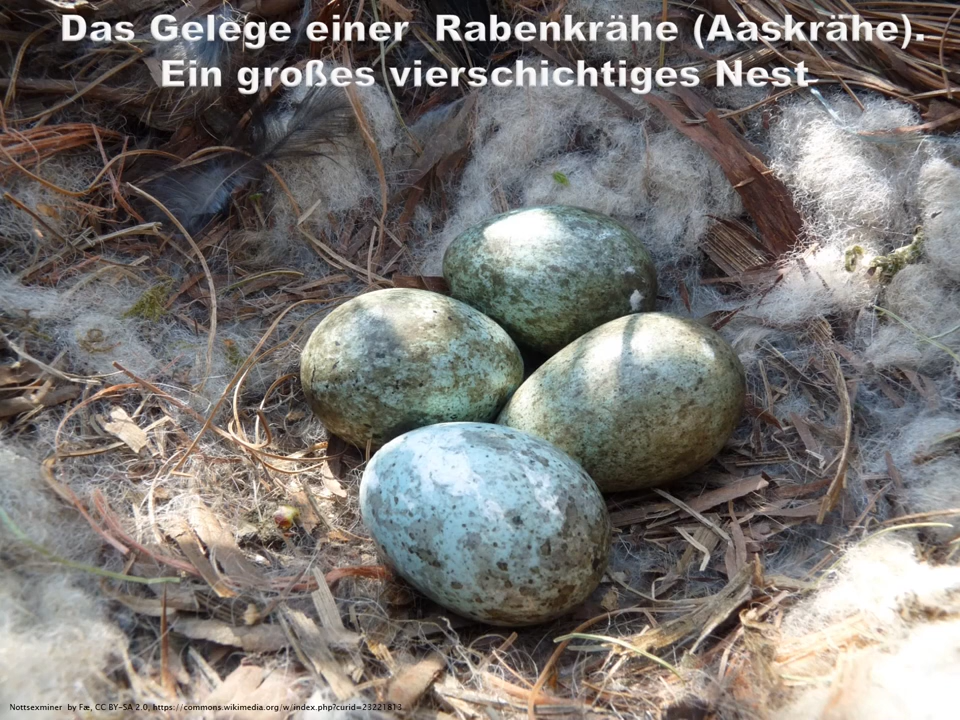 Das Gelege einer Rabenkrähe (Aaskrähe).
Ein großes vierschichtiges Nest
Nottsexminer by Fæ, CC BY-SA 2.0, https://commons.wikimedia.org/w/index.php?curid=23221813